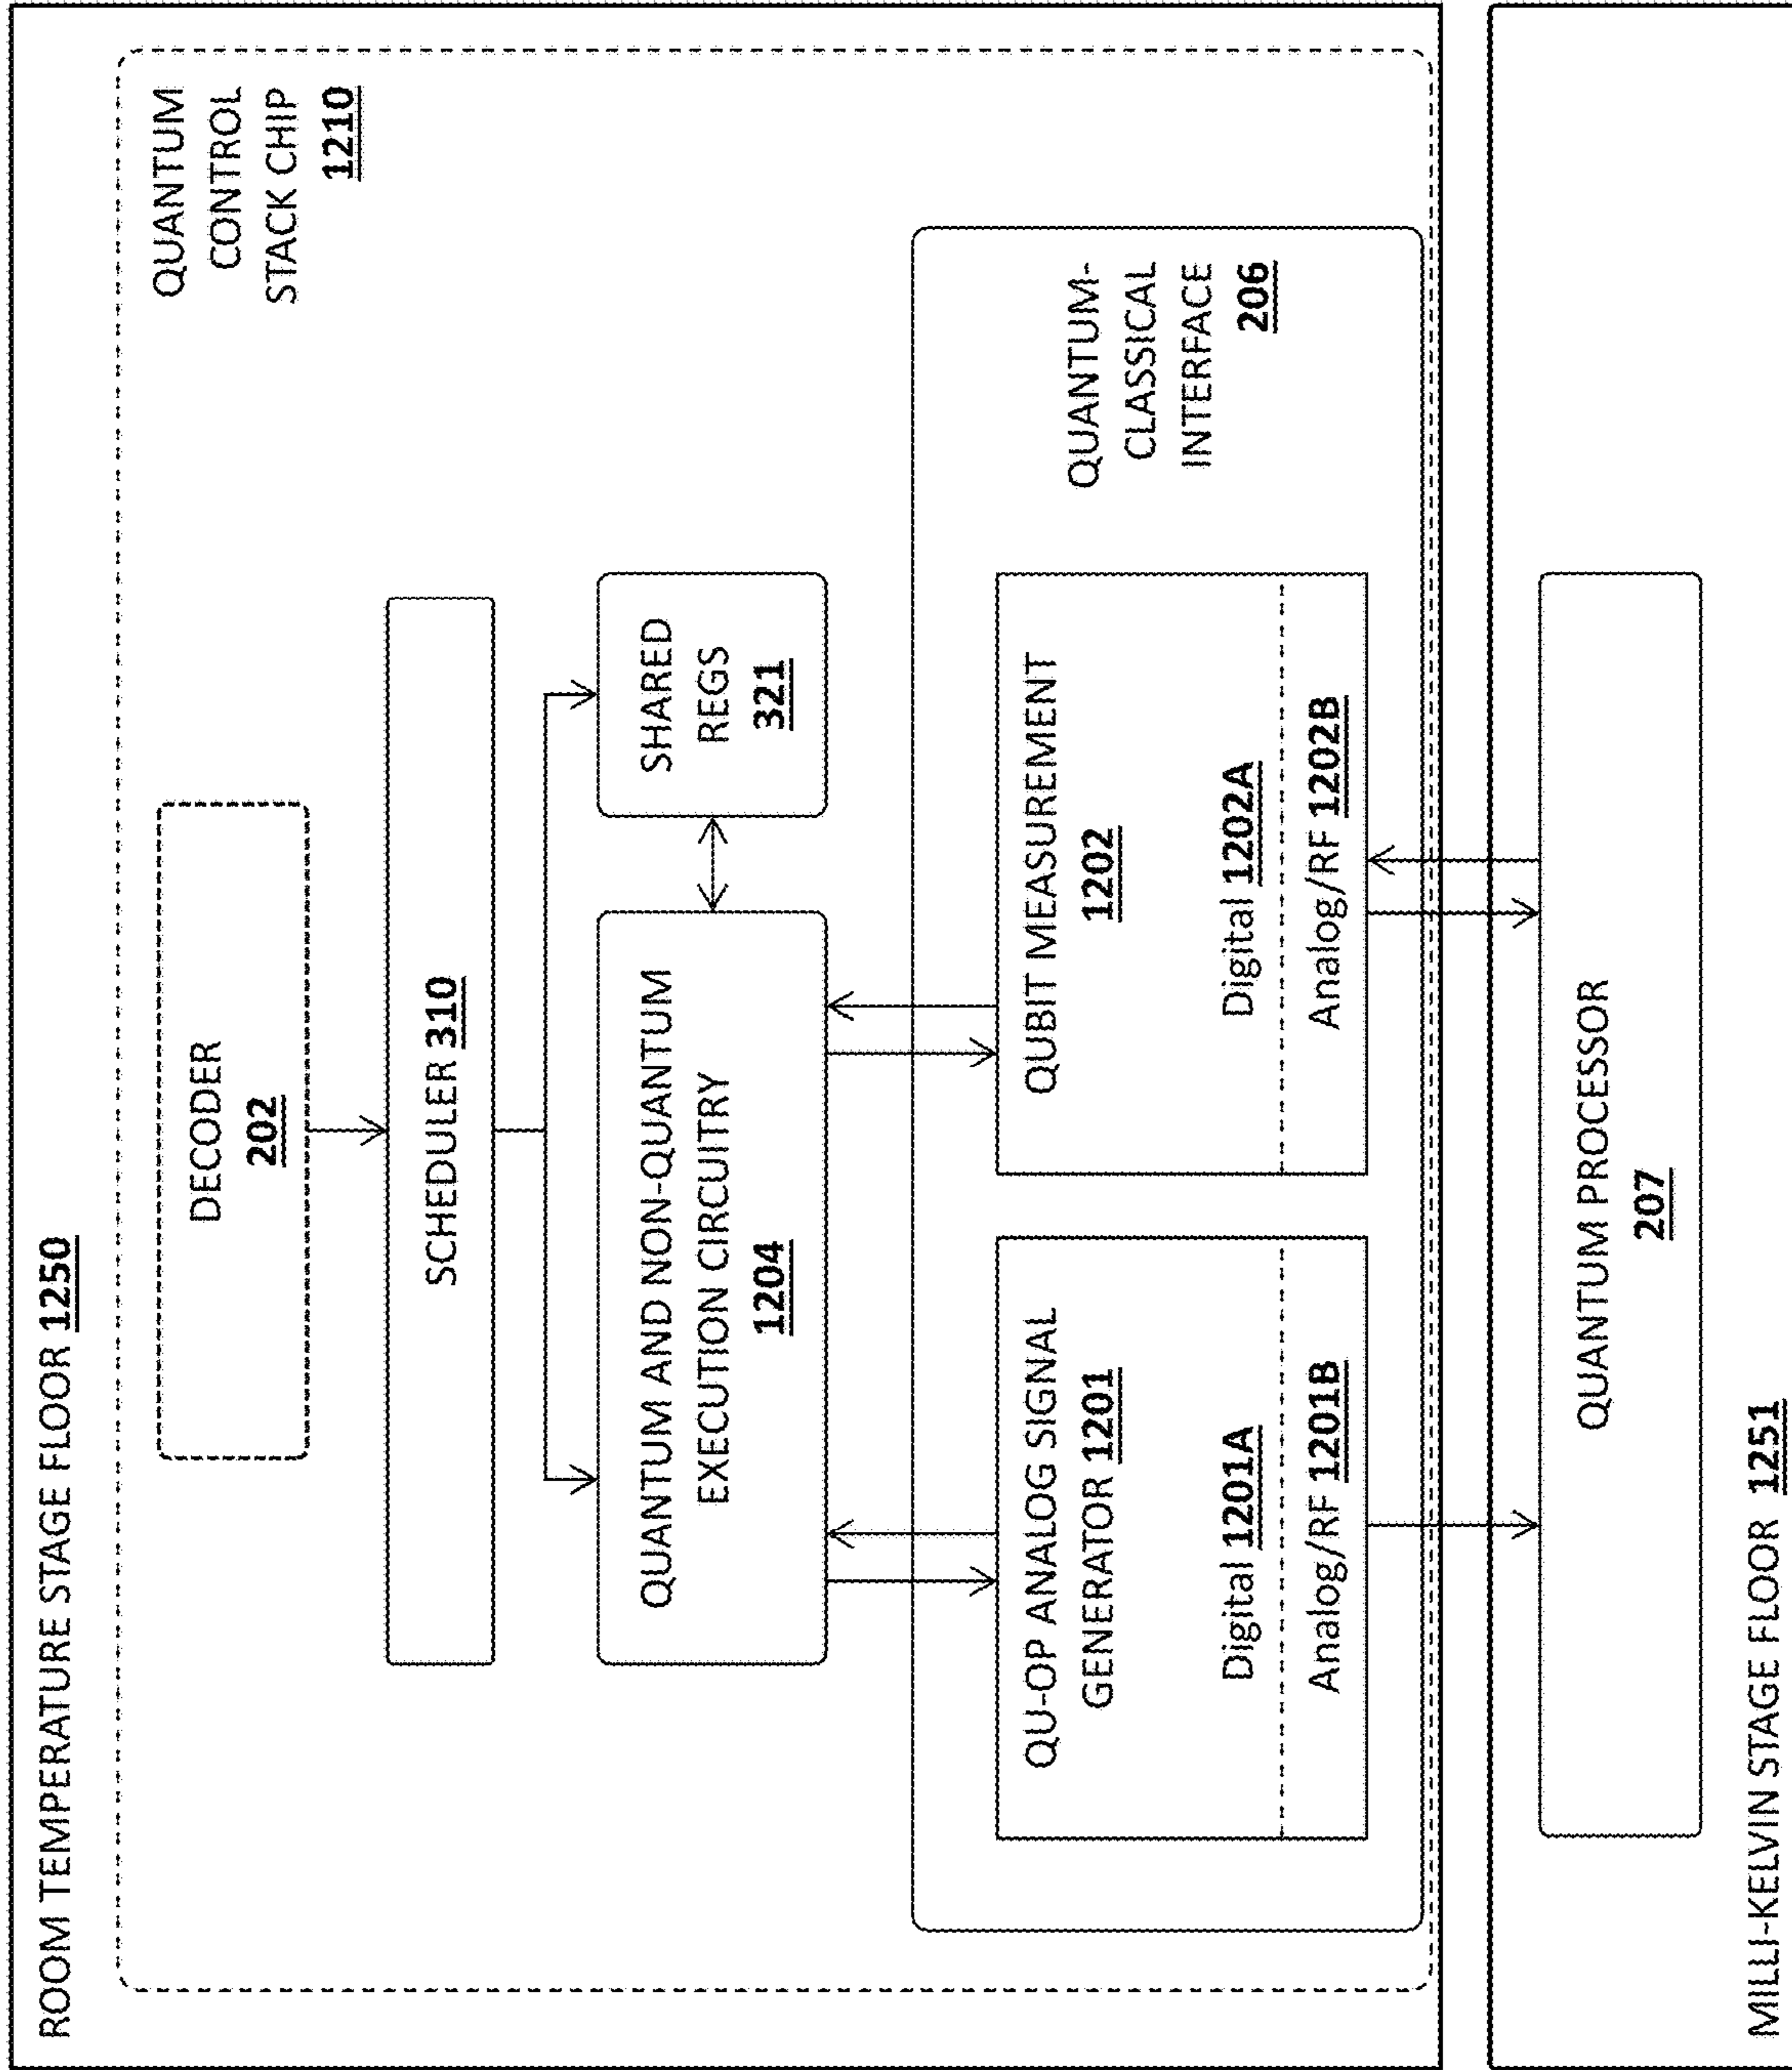 ROOM TEMPERATURE STAGE FLOOR 1250
QUANTUM
CONTROL
STACK CHIP
1210
DECODER
202
SCHEDULER 310
QUANTUM AND NON-QUANTUM
EXECUTION CIRCUITRY
1204
SHARED
REGS
321
QUANTUM-
CLASSICAL
INTERFACE
206
QU-OP ANALOG SIGNAL
GENERATOR 1201
Digital 1201A
Analog/RF 1201B
QUBIT MEASUREMENT
1202
Digital 1202A
Analog/RF 1202B
QUANTUM PROCESSOR
207
MILLI-KELVIN STAGE FLOOR 1251